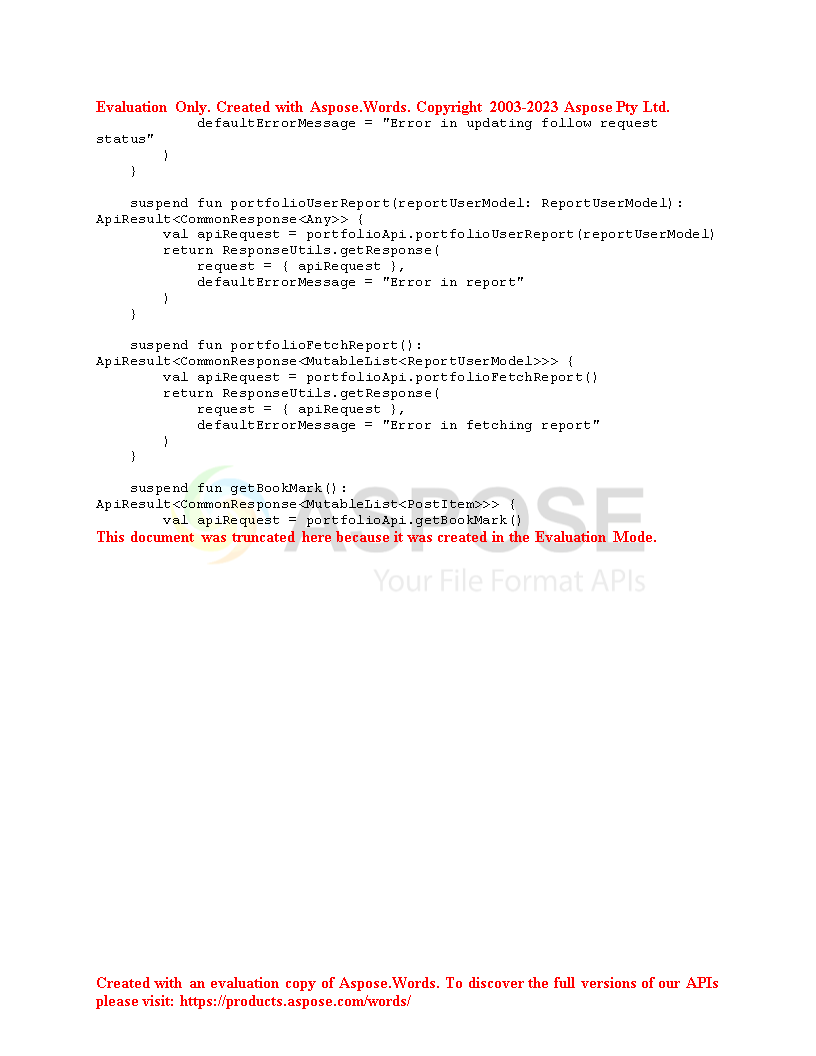 Evaluation Only. Created with Aspose.Words. Copyright 2003-2023 Aspose Pty Ltd.
            defaultErrorMessage = "Error in updating follow request
status"
        )
    }

    suspend fun portfolioUserReport(reportUserModel: ReportUserModel):
ApiResult<CommonResponse<Any>> {
        val apiRequest = portfolioApi.portfolioUserReport(reportUserModel)
        return ResponseUtils.getResponse(
            request = { apiRequest },
            defaultErrorMessage = "Error in report"
        )
    }

    suspend fun portfolioFetchReport():
ApiResult<CommonResponse<MutableList<ReportUserModel>>> {
        val apiRequest = portfolioApi.portfolioFetchReport()
        return ResponseUtils.getResponse(
            request = { apiRequest },
            defaultErrorMessage = "Error in fetching report"
        )
    }

    suspend fun getBookMark():
ApiResult<CommonResponse<MutableList<PostItem>>> {
        val apiRequest = portfolioApi.getBookMark()
This document was truncated here because it was created in the Evaluation Mode.
ASPOSE
Your File Format APIs
Created with an evaluation copy of Aspose.Words. To discover the full versions of our APIs
please visit: https://products.aspose.com/words/